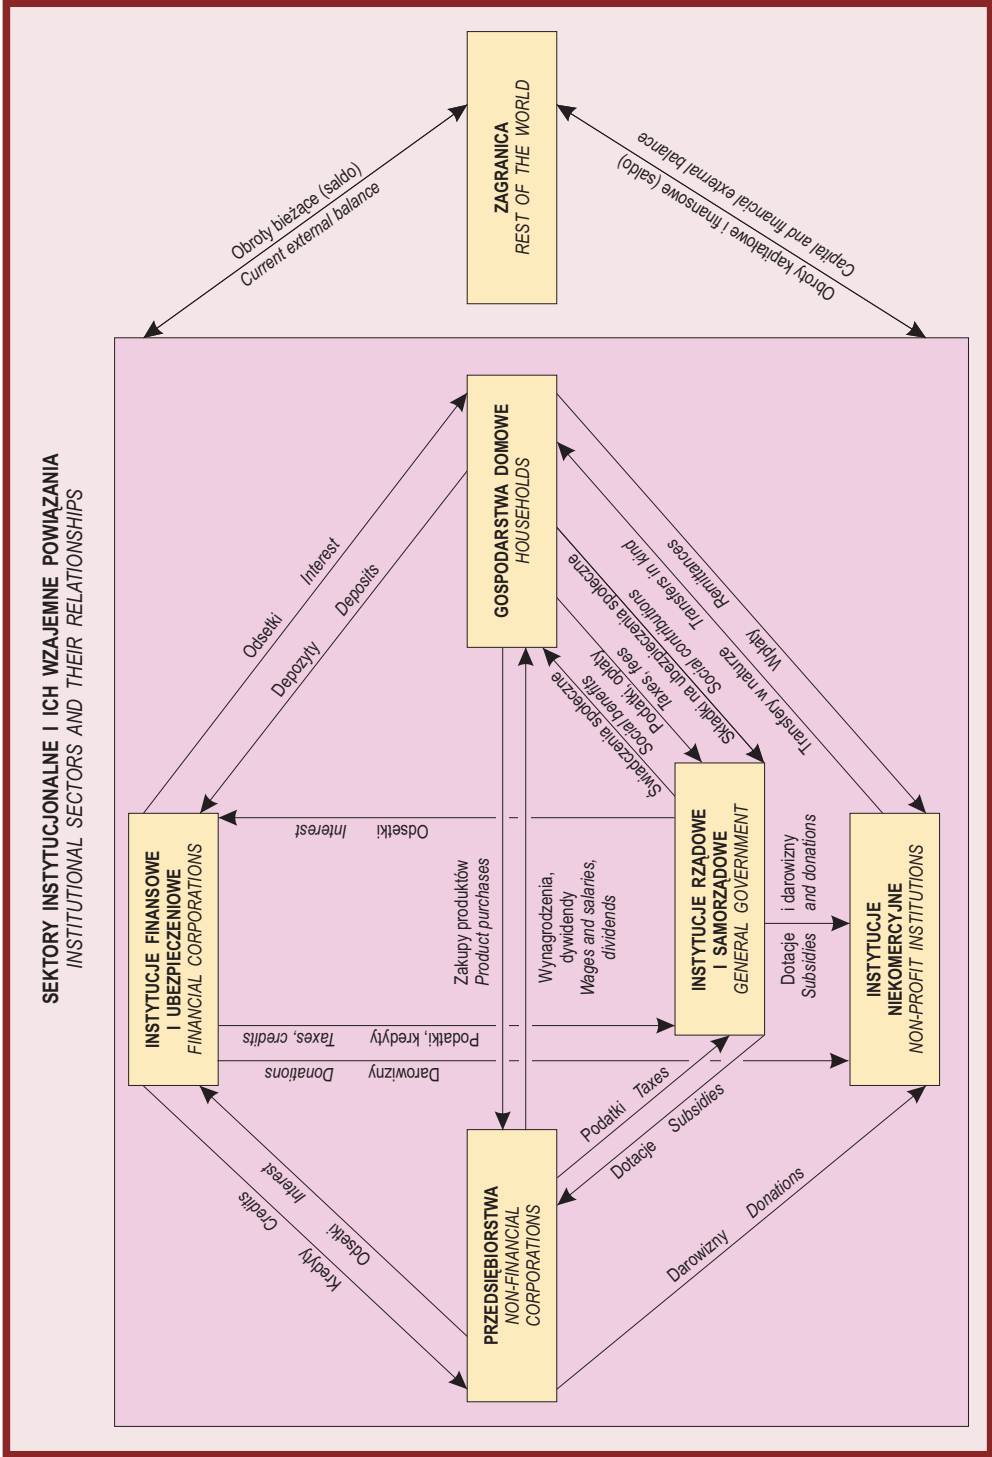 SEKTORY INSTYTUCJONALNE I ICH WZAJEMNE POWIĄZANIA
INSTITUTIONAL SECTORS AND THEIR RELATIONSHIPS
INSTYTUCJE FINANSOWE
I UBEZPIECZENIOWE
FINANCIAL CORPORATIONS
Kredyty Credits
Odsetki Interest
Odsetki Interest
Depozyty Deposits
Obroty bieżące (saldo)
Current external balance
Darowizny Donations
Podatki, kredyty Taxes, credits
Odsetki Interest
PRZEDSIĘBIORSTWA
NON-FINANCIAL
CORPORATIONS
Zakupy produktów
Product purchases
Wynagrodzenia,
dywidendy
Wages and salaries,
dividends
GOSPODARSTWA DOMOWE
HOUSEHOLDS
ZAGRANICA
REST OF THE WORLD
Podatki Taxes
Dotacje Subsidies
Świadczenia społeczne
Social benefits
Podatki, opłaty
Taxes, fees
Składki na ubezpieczenia społeczne
Social contributions
Transfery w naturze Transfers in kind
Wpłaty Remittances
INSTYTUCJE RZĄDOWE
I SAMORZĄDOWE
GENERAL GOVERNMENT
Dotacje i darowizny
Subsidies and donations
Darowizny Donations
INSTYTUCJE
NIEKOMERCYJNE
NON-PROFIT INSTITUTIONS
Obroty kapitałowe i finansowe (saldo)
Capital and financial external balance